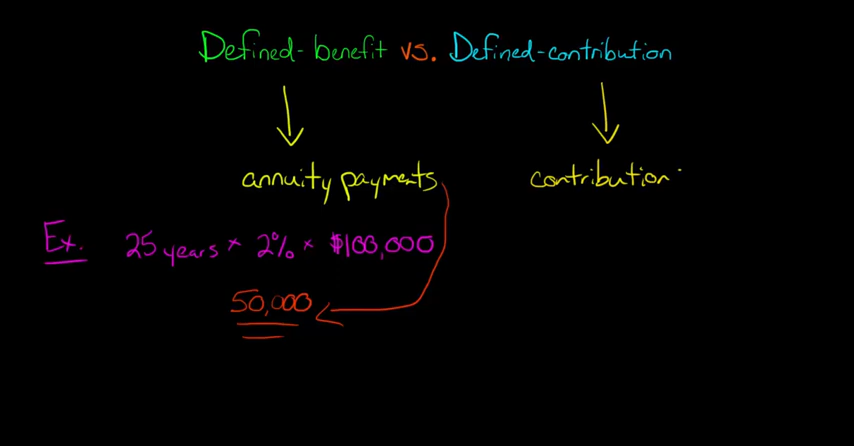 Defined-benefit vs. Defined-contribution
annuity payments contribution
Ex. 25 years × 2% × $100,000
50,000